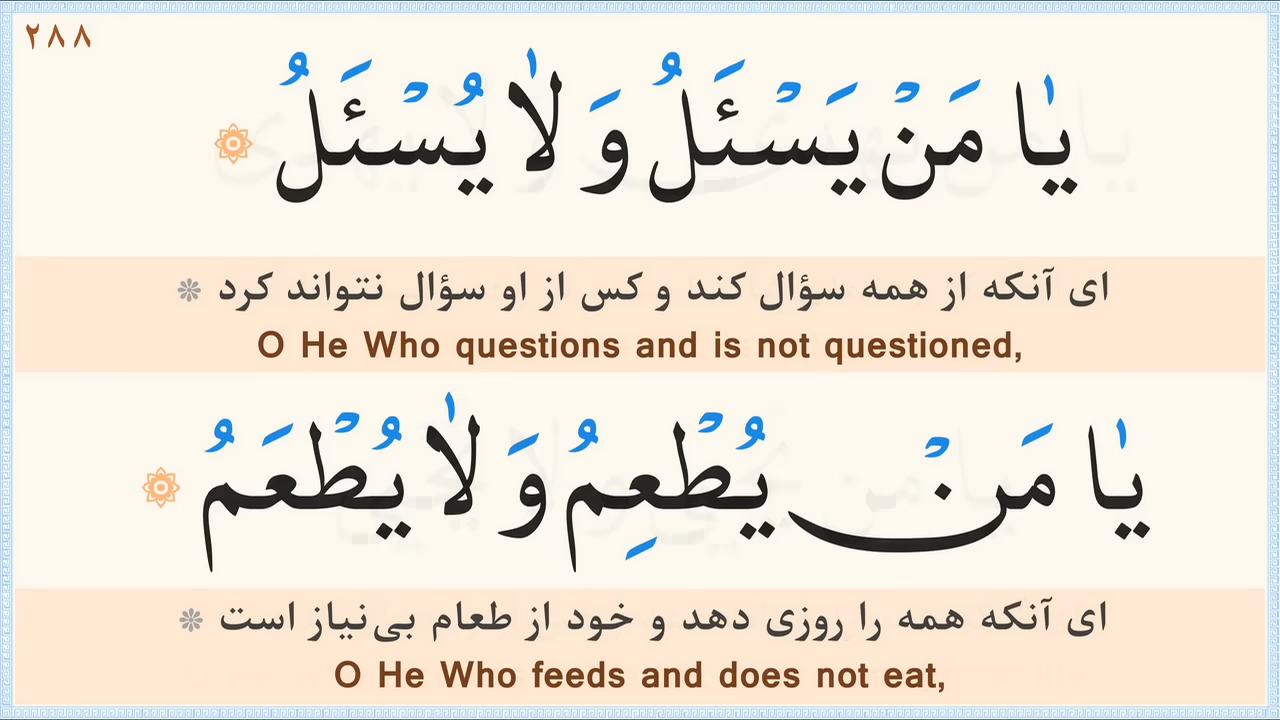 ۲۸۸
یٰا مَنْ یَسْئَلُ وَ لاٰ یُسْئَلُ
ای آنکه از همه سؤال کند و کس از او سؤال نتواند کرد
O He Who questions and is not questioned,
یٰا مَنْ یُطْعِمُ وَ لاٰ یُطْعَمُ
ای آنکه همه را روزی دهد و خود از طعام بی‌نیاز است
O He Who feeds and does not eat,